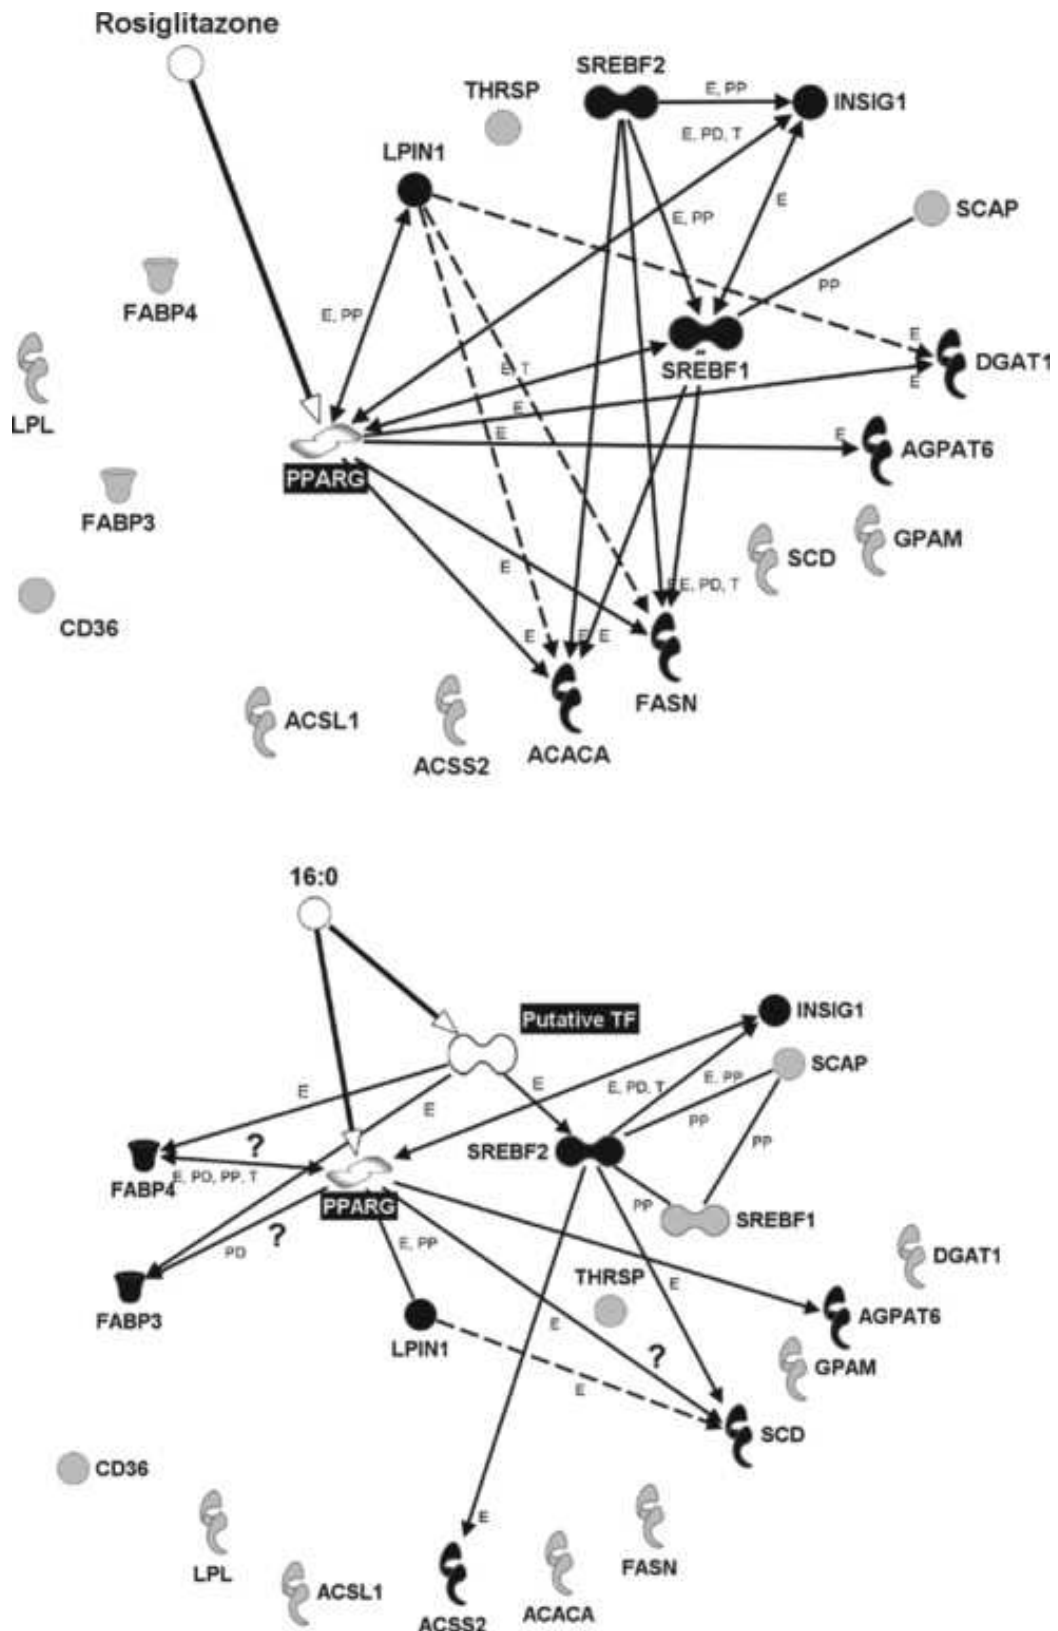 Rosiglitazone
SREBF2
THRSP
E, PP
INSIG1
E, PD, T
LPIN1
E
SCAP
E, PP
PP
FABP4
E, PP
E
SREBF1
DGAT1
E, T
E
E
LPL
E
E
AGPAT6
PPARG
FABP3
SCD
GPAM
E
E, PD, T
CD36
E
E
E
FASN
ACSL1
ACSS2
ACACA
16:0
Putative TF
INSIG1
SCAP
E
E
E
E, PD, T
E, PP
PP
PP
?
SREBF2
FABP4
E, PD, PP, T
PPARG
PP
SREBF1
?
PD
E, PP
DGAT1
THRSP
E
FABP3
AGPAT6
LPIN1
E
?
GPAM
E
SCD
CD36
E
LPL
FASN
ACSL1
ACACA
ACSS2